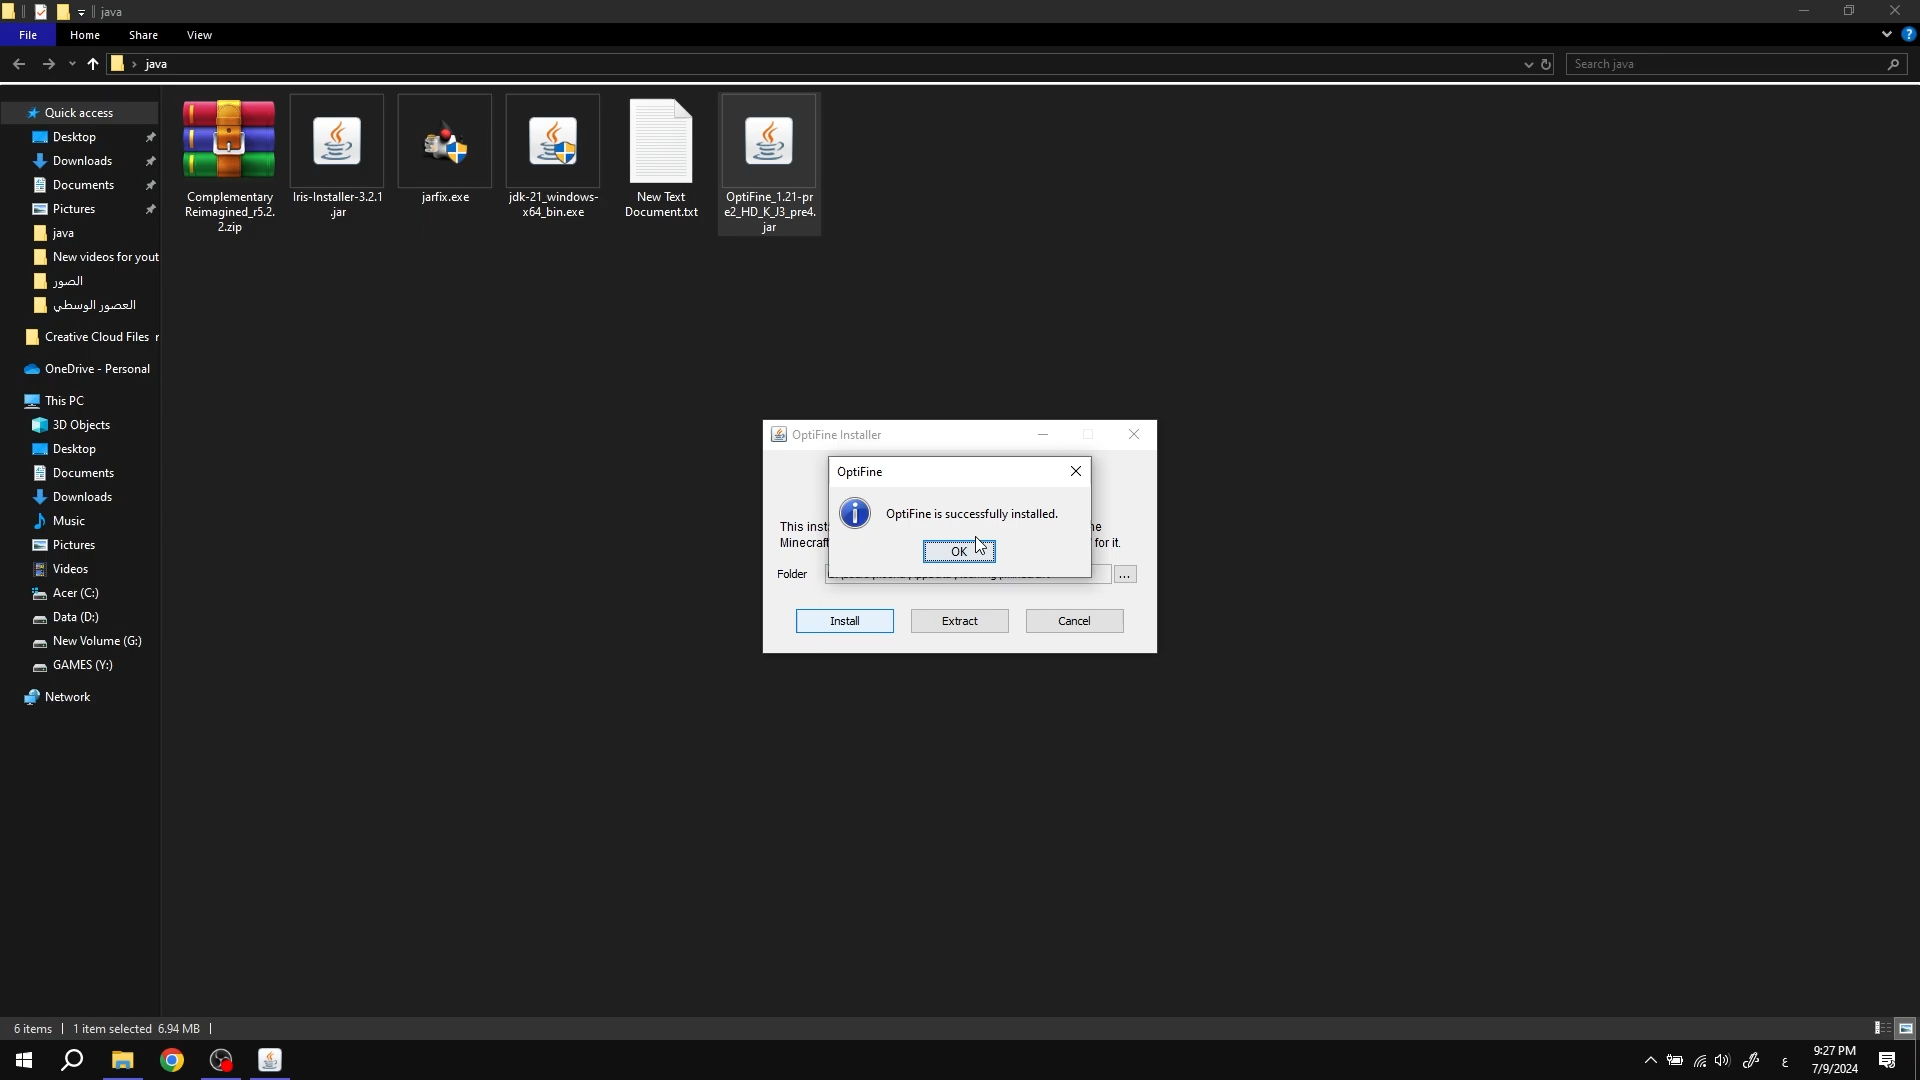 java
File
Home
Share
View
java
Search java
Quick access
Desktop
Downloads
Documents
Pictures
java
New videos for yout
الصور
العصور الوسطي
Creative Cloud Files
OneDrive - Personal
This PC
3D Objects
Desktop
Documents
Downloads
Music
Pictures
Videos
Acer (C:)
Data (D:)
New Volume (G:)
GAMES (Y:)
Network
Complementary
Reimagined_r5.2.
2.zip
Iris-Installer-3.2.1
.jar
jarfix.exe
jdk-21_windows-
x64_bin.exe
New Text
Document.txt
OptiFine_1.21-pr
e2_HD_K_J3_pre4.
jar
OptiFine Installer
OptiFine
OptiFine is successfully installed.
OK
This inst
he
Minecraft
for it.
Folder
...
Install
Extract
Cancel
6 items
1 item selected 6.94 MB
ع
9:27 PM
7/9/2024